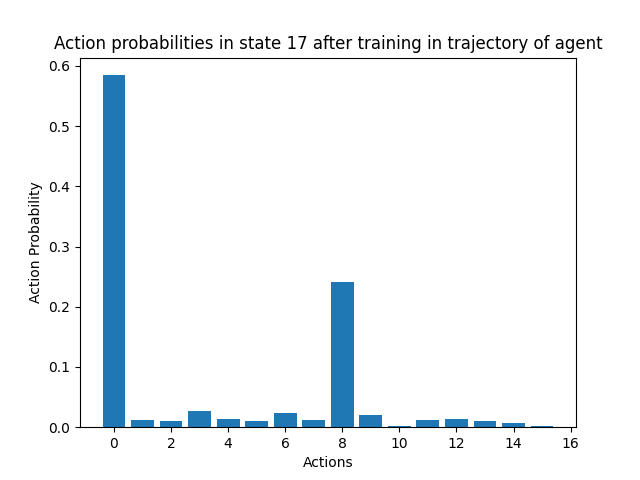 Action probabilities in state 17 after training in trajectory of agent
0.6
0.5
0.4
0.3
0.2
0.1
0.0
Action Probability
0 2 4 6 8 10 12 14 16
Actions